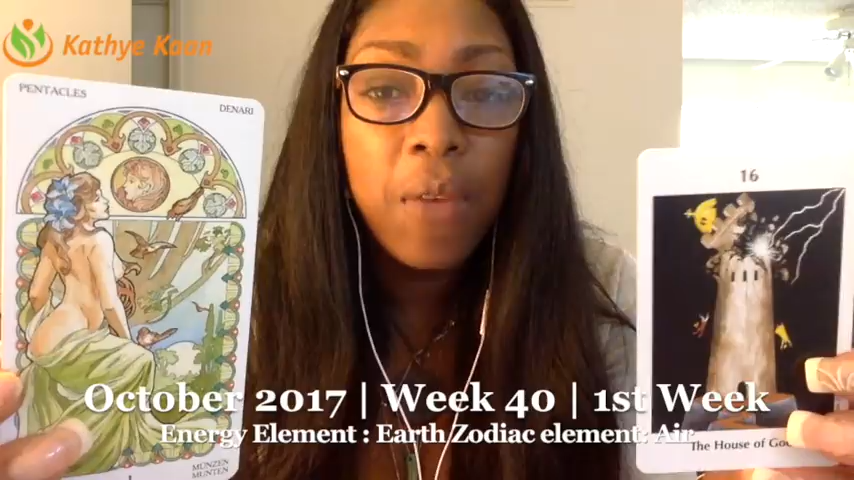 Kathye Kaan
PENTACLES
DENARI
16
October 2017 | Week 40 | 1st Week
Energy Element : Earth Zodiac element: Air
MÜNZEN
MUNTEN
The House of